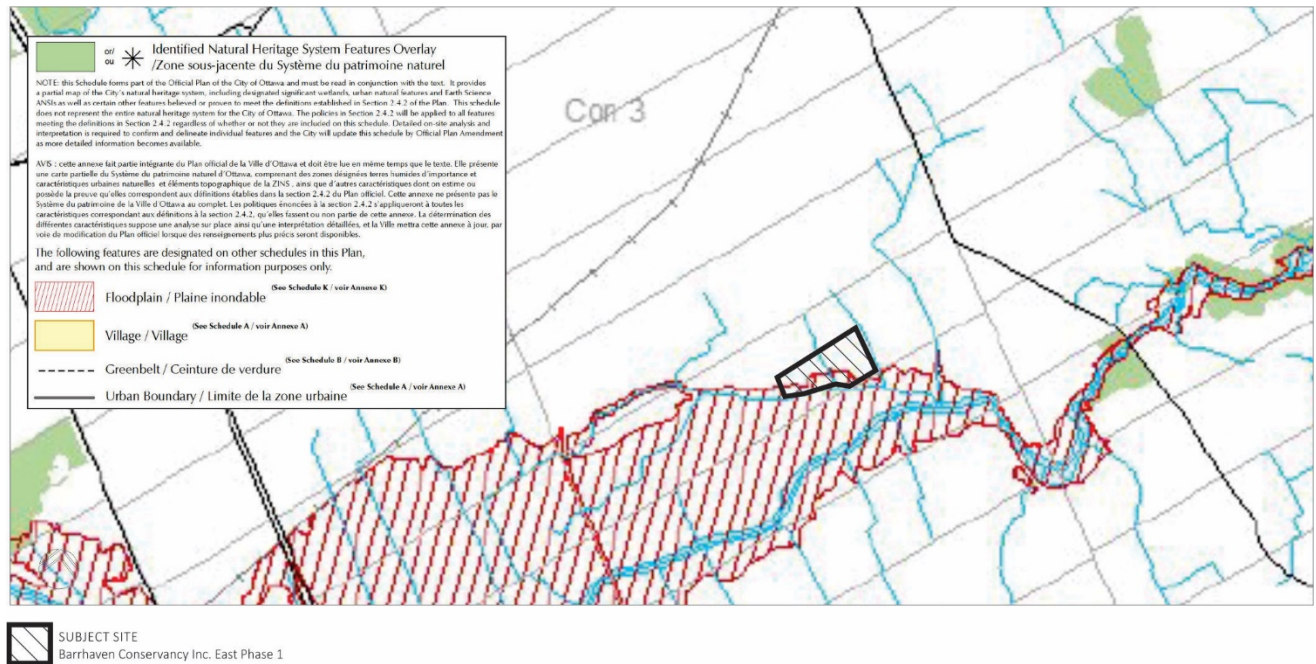 or/
ou
Identified Natural Heritage System Features Overlay
/Zone sous-jacente du Système du patrimoine naturel
NOTE: this Schedule forms part of the Official Plan of the City of Ottawa and must be read in conjunction with the text. It provides
a partial map of the City's natural heritage system, including designated significant wetlands, urban natural features and Earth Science
ANSIs as well as certain other features believed or proven to meet the definitions established in Section 2.4.2 of the Plan. This schedule
does not represent the entire natural heritage system for the City of Ottawa. The policies in Section 2.4.2 will be applied to all features
meeting the definitions in Section 2.4.2 regardless of whether or not they are included on this schedule. Detailed on-site analysis and
interpretation is required to confirm and delineate individual features and the City will update this schedule by Official Plan Amendment
as more detailed information becomes available.
AVIS : cette annexe fait partie intégrante du Plan officiel de la Ville d'Ottawa et doit être lue en même temps que le texte. Elle présente
une carte partielle du Système du patrimoine naturel d'Ottawa, comprenant des zones désignées terres humides d'importance et
caractéristiques urbaines naturelles et éléments topographique de la ZINS , ainsi que d'autres caractéristiques dont on estime ou
possède la preuve qu'elles correspondent aux définitions établies dans la section 2.4.2 du Plan officiel. Cette annexe ne présente pas le
Système du patrimoine de la Ville d'Ottawa au complet. Les politiques énoncées à la section 2.4.2 s'appliqueront à toutes les
caractéristiques correspondant aux définitions à la section 2.4.2, qu'elles fassent ou non partie de cette annexe. La détermination des
différentes caractéristiques suppose une analyse sur place ainsi qu'une interprétation détaillées, et la Ville mettra cette annexe à jour, par
voie de modification du Plan officiel lorsque des renseignements plus précis seront disponibles.
The following features are designated on other schedules in this Plan,
and are shown on this schedule for information purposes only.
Floodplain / Plaine inondable (See Schedule K / voir Annexe K)
Village / Village (See Schedule A / voir Annexe A)
Greenbelt / Ceinture de verdure (See Schedule B / voir Annexe B)
Urban Boundary / Limite de la zone urbaine (See Schedule A / voir Annexe A)
Con 3
SUBJECT SITE
Barrhaven Conservancy Inc. East Phase 1